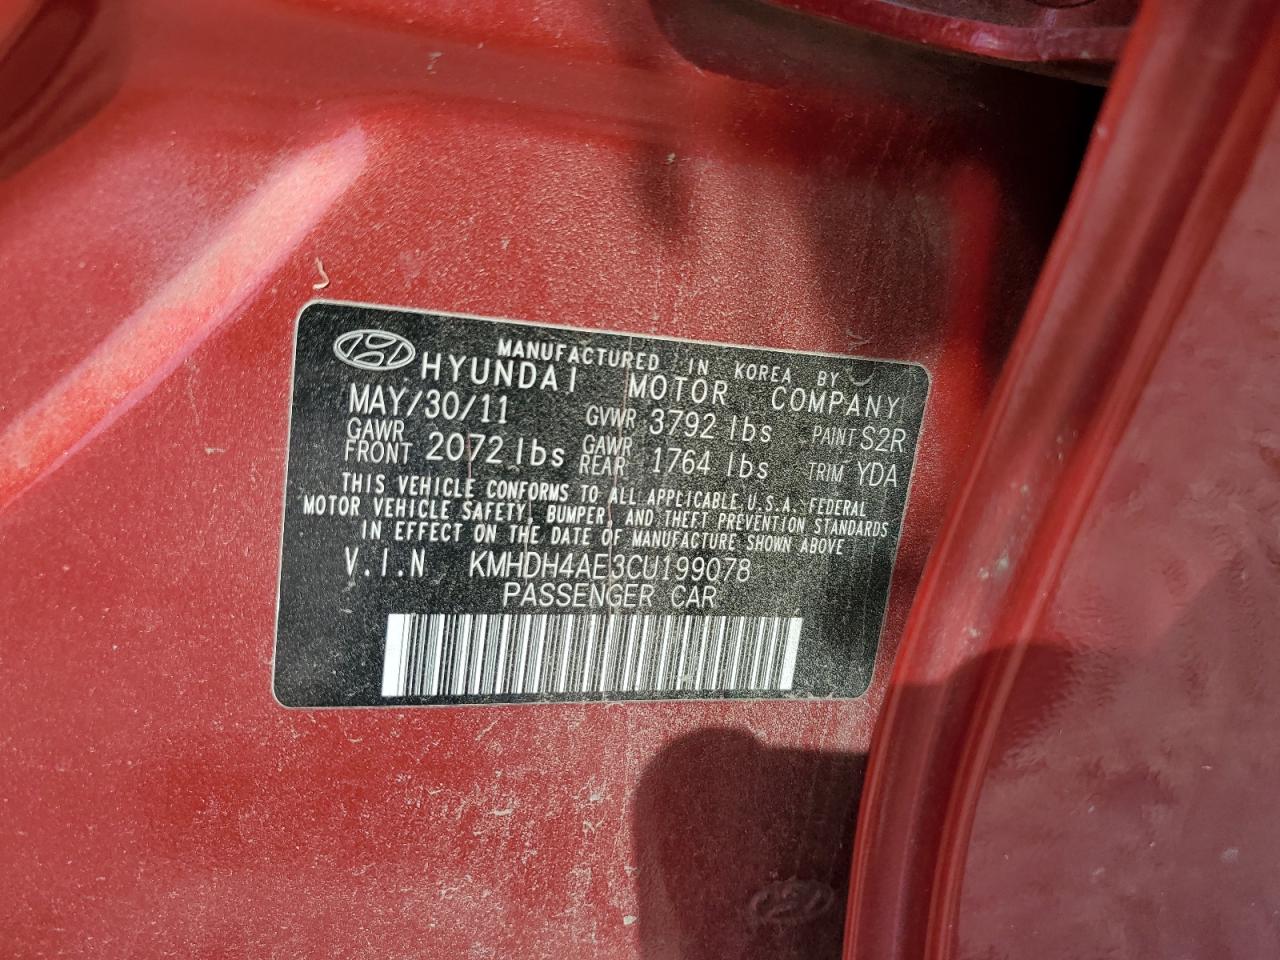 MANUFACTURED IN KOREA BY
HYUNDAI MOTOR COMPANY
MAY/30/11 GVWR 3792 lbs PAINT S2R
GAWR FRONT 2072 lbs GAWR REAR 1764 lbs TRIM YDA
THIS VEHICLE CONFORMS TO ALL APPLICABLE U.S.A. FEDERAL
MOTOR VEHICLE SAFETY, BUMPER, AND THEFT PREVENTION STANDARDS
IN EFFECT ON THE DATE OF MANUFACTURE SHOWN ABOVE
V.I.N KMHDH4AE3CU199078
PASSENGER CAR